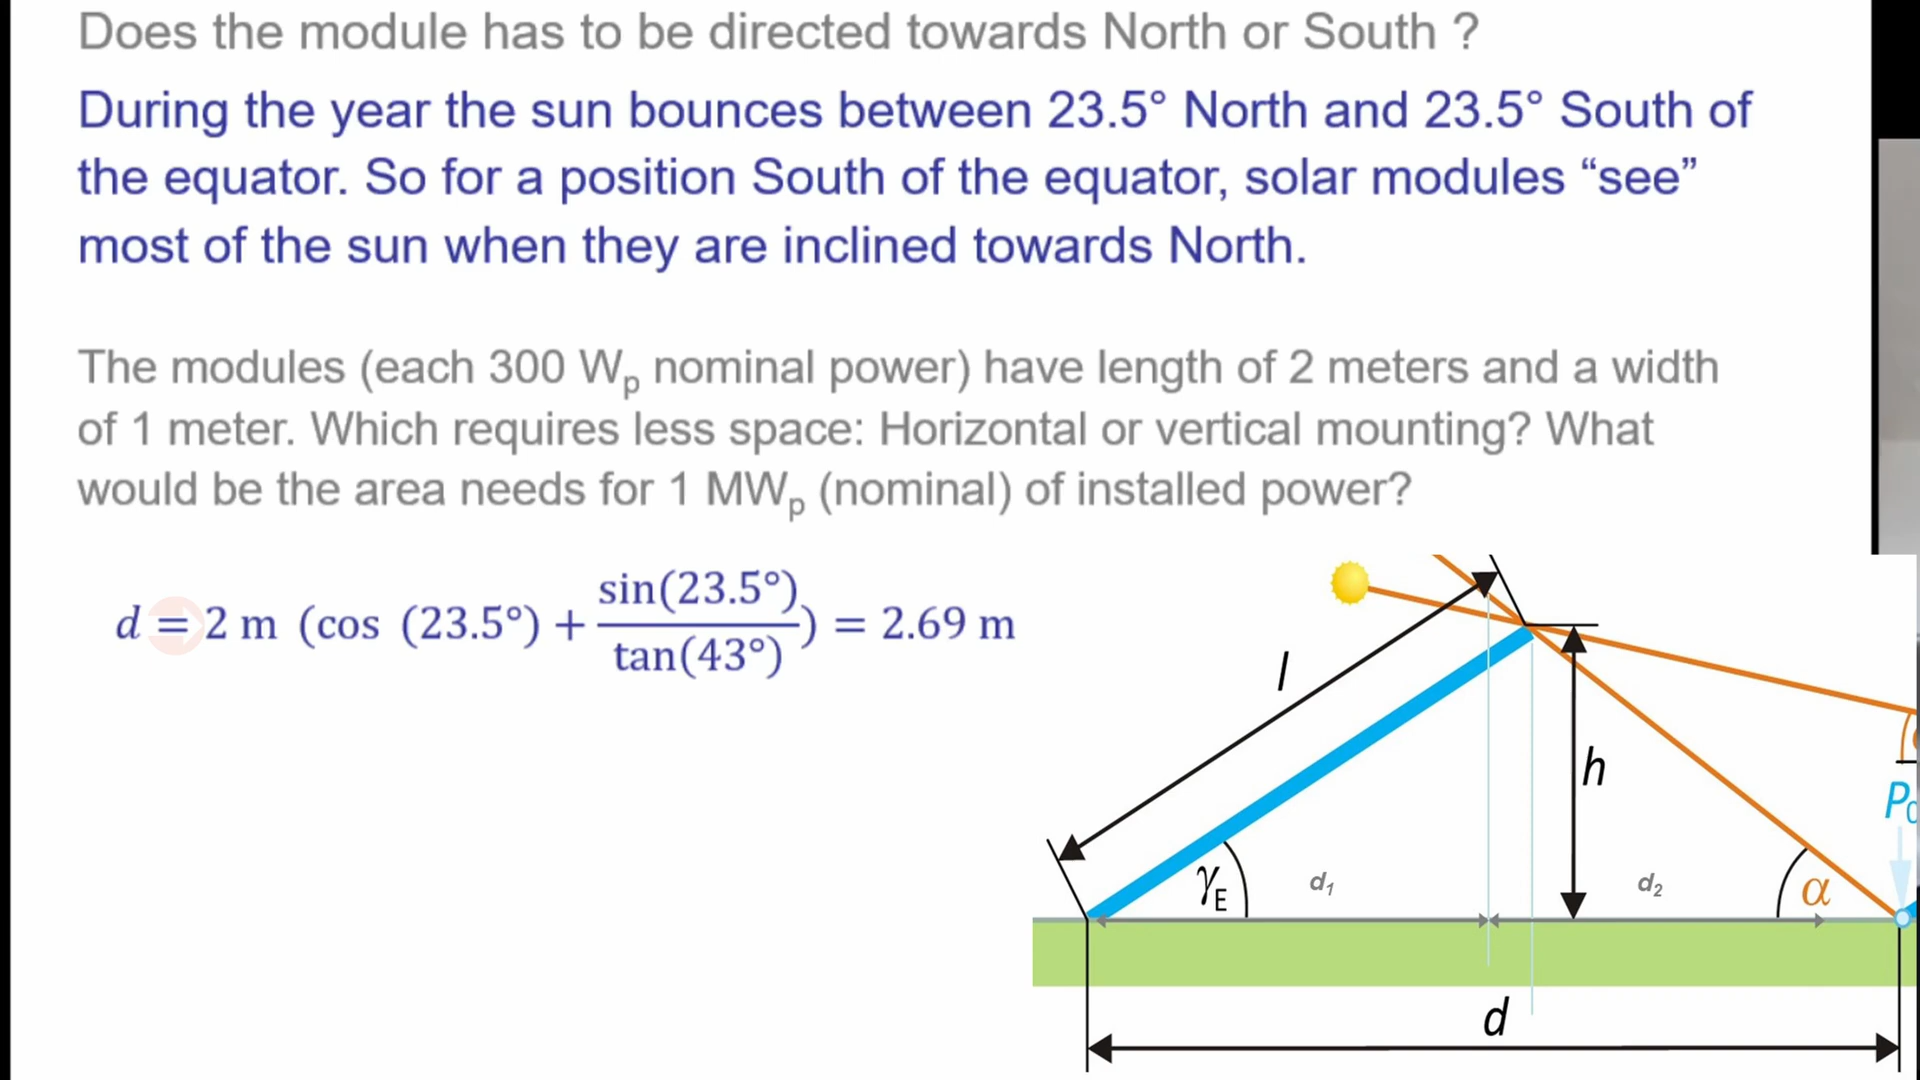 Does the module has to be directed towards North or South ?
During the year the sun bounces between 23.5° North and 23.5° South of
the equator. So for a position South of the equator, solar modules “see”
most of the sun when they are inclined towards North.
The modules (each 300 Wp nominal power) have length of 2 meters and a width
of 1 meter. Which requires less space: Horizontal or vertical mounting? What
would be the area needs for 1 MWp (nominal) of installed power?
d = 2 m (cos (23.5°) + sin(23.5°)/tan(43°)) = 2.69 m
l
h
P0
γE
d1
d2
α
d